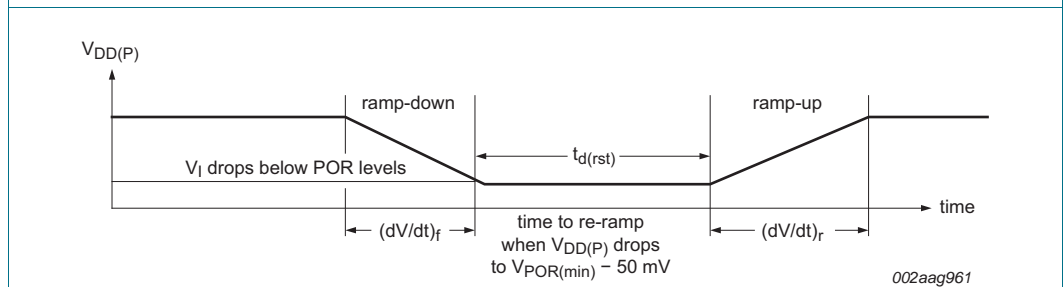 VDD(P)
ramp-down
ramp-up
td(rst)
VI drops below POR levels
time
(dV/dt)f
time to re-ramp
when VDD(P) drops
to VPOR(min) − 50 mV
(dV/dt)r
002aag961